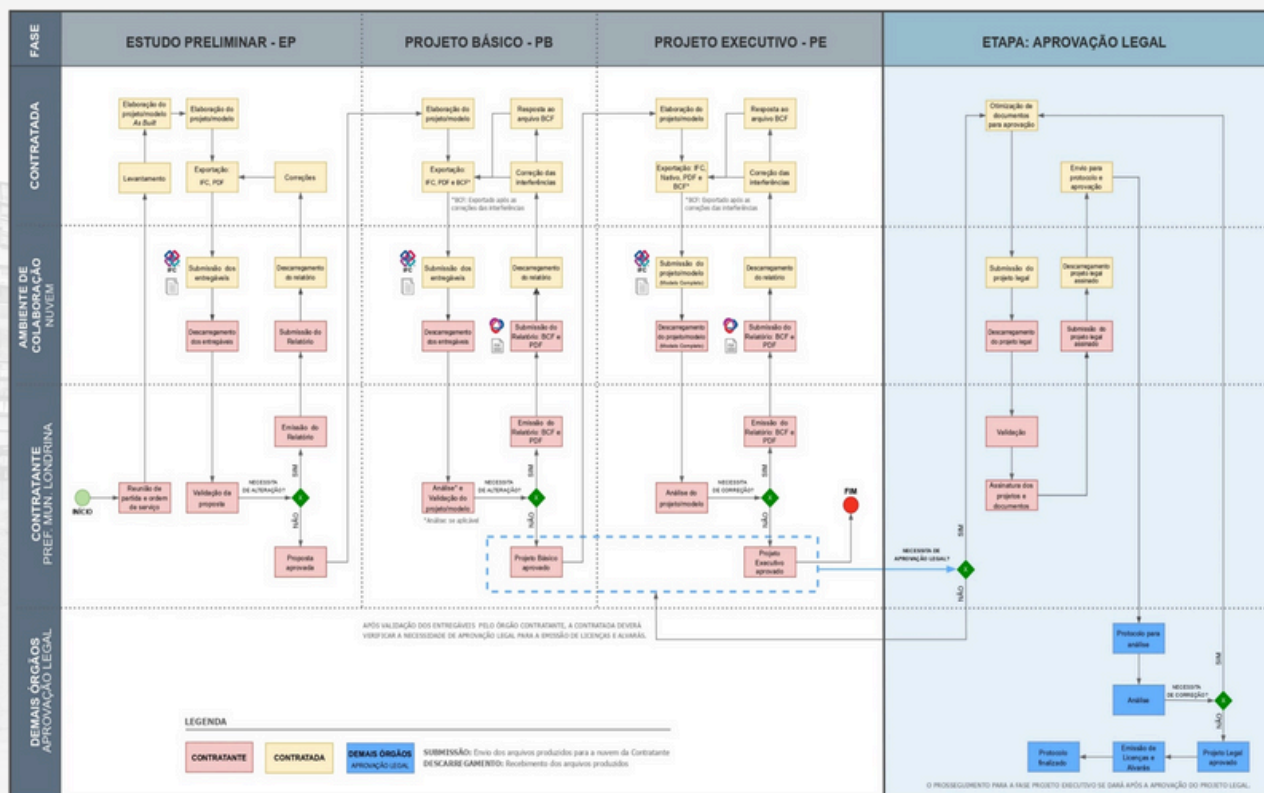 FASE
ESTUDO PRELIMINAR - EP
PROJETO BÁSICO - PB
PROJETO EXECUTIVO - PE
ETAPA: APROVAÇÃO LEGAL
CONTRATADA
Elaboração do
projeto/modelo
As Built
Elaboração do
projeto/modelo
Levantamento
Exportação:
IFC, PDF
Correções
Elaboração do
projeto/modelo
Resposta ao
arquivo BCF
Exportação:
IFC, PDF e BCF*
Correção das
interferências
*BCF: Exportado após as
correções das interferências
Elaboração do
projeto/modelo
Resposta ao
arquivo BCF
Exportação: IFC,
Nativo, PDF e
BCF*
Correção das
interferências
*BCF: Exportado após as
correções das interferências
Otimização de
documentos
para aprovação
Envio para
protocolo e
aprovação
AMBIENTE DE
COLABORAÇÃO
NUVEM
IFC
Submissão dos
entregáveis
Descarregamento
do relatório
Descarregamento
dos entregáveis
Submissão do
Relatório
IFC
Submissão dos
entregáveis
Descarregamento
do relatório
Descarregamento
dos entregáveis
Submissão do
Relatório: BCF e
PDF
IFC
Submissão do
projeto/modelo
(Modelo Completo)
Descarregamento
do relatório
Descarregamento
do projeto/modelo
(Modelo Completo)
Submissão do
Relatório: BCF e
PDF
Submissão do
projeto legal
Descarregamento
projeto legal
assinado
Descarregamento
do projeto legal
Submissão do
projeto legal
assinado
CONTRATANTE
PREF. MUN. LONDRINA
INÍCIO
Reunião de
partida e ordem
de serviço
Validação da
proposta
NECESSITA
DE ALTERAÇÃO?
Emissão do
Relatório
SIM
X
NÃO
Proposta
aprovada
Análise* e
Validação do
projeto/modelo
*Análise: se aplicável
NECESSITA
DE ALTERAÇÃO?
Emissão do
Relatório: BCF e
PDF
SIM
X
NÃO
Projeto Básico
aprovado
Análise do
projeto/modelo
NECESSITA
DE CORREÇÃO?
Emissão do
Relatório: BCF e
PDF
SIM
X
NÃO
Projeto
Executivo
aprovado
FIM
Validação
Assinatura dos
projetos e
documentos
NECESSITA DE
APROVAÇÃO LEGAL?
SIM
X
NÃO
DEMAIS ÓRGÃOS
APROVAÇÃO LEGAL
APÓS VALIDAÇÃO DOS ENTREGÁVEIS PELO ÓRGÃO CONTRATANTE, A CONTRATADA DEVERÁ
VERIFICAR A NECESSIDADE DE APROVAÇÃO LEGAL PARA A EMISSÃO DE LICENÇAS E ALVARÁS.
Protocolo para
análise
Análise
NECESSITA
DE CORREÇÃO?
SIM
X
NÃO
Protocolo
finalizado
Emissão de
Licenças e
Alvarás
Projeto Legal
aprovado
LEGENDA
CONTRATANTE
CONTRATADA
DEMAIS ÓRGÃOS
APROVAÇÃO LEGAL
SUBMISSÃO: Envio dos arquivos produzidos para a nuvem da Contratante
DESCARREGAMENTO: Recebimento dos arquivos produzidos
O PROSSEGUIMENTO PARA A FASE PROJETO EXECUTIVO SE DARÁ APÓS A APROVAÇÃO DO PROJETO LEGAL.